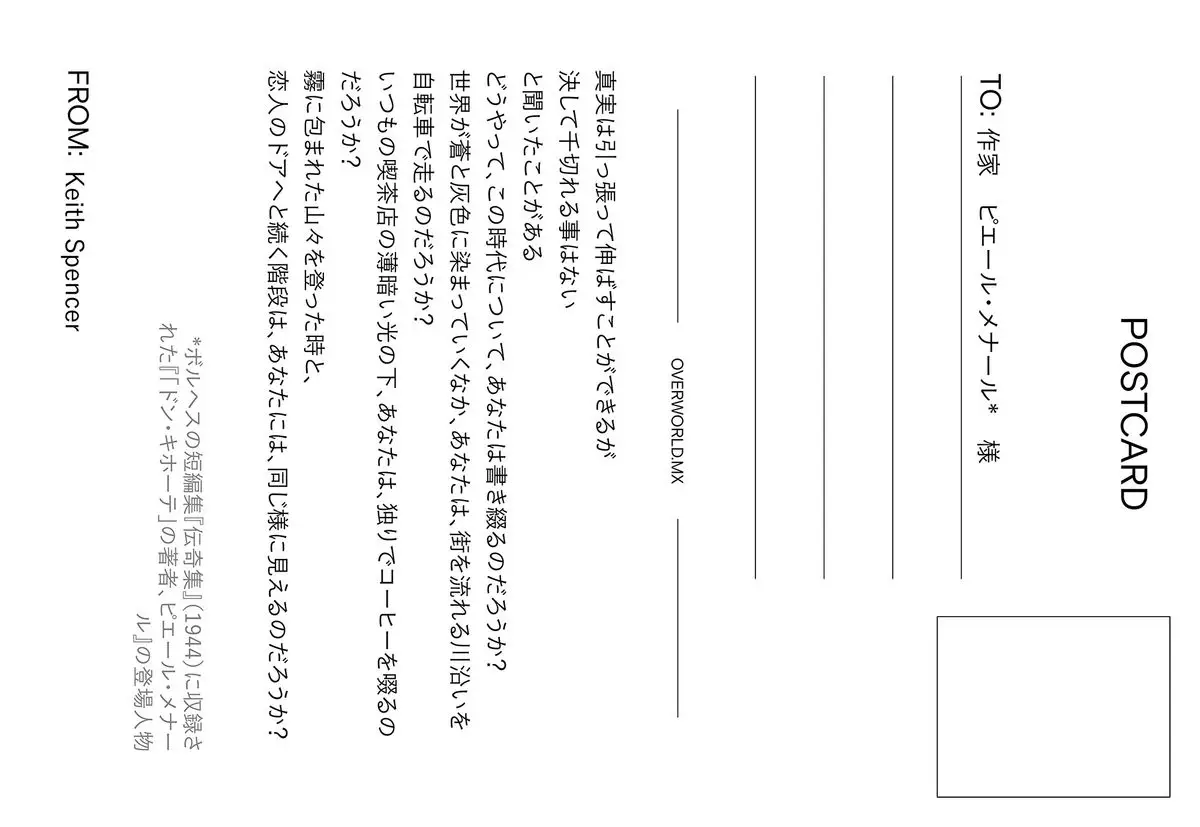 POSTCARD
TO: 作家　ピエール・メナール*　様
OVERWORLD.MX
真実は引っ張って伸ばすことができるが
決して千切れる事はない
と聞いたことがある
どうやって、この時代について、あなたは書き綴るのだろうか?
世界が蒼と灰色に染まっていくなか、あなたは、街を流れる川沿いを
自転車で走るのだろうか?
いつもの喫茶店の薄暗い光の下、あなたは、独りでコーヒーを啜るの
だろうか?
霧に包まれた山々を登った時と、
恋人のドアへと続く階段は、あなたには、同じ様に見えるのだろうか?
*ボルヘスの短編集『伝奇集』(1944)に収録さ
れた『「ドン・キホーテ」の著者、ピエール・メナー
ル』の登場人物
FROM: Keith Spencer